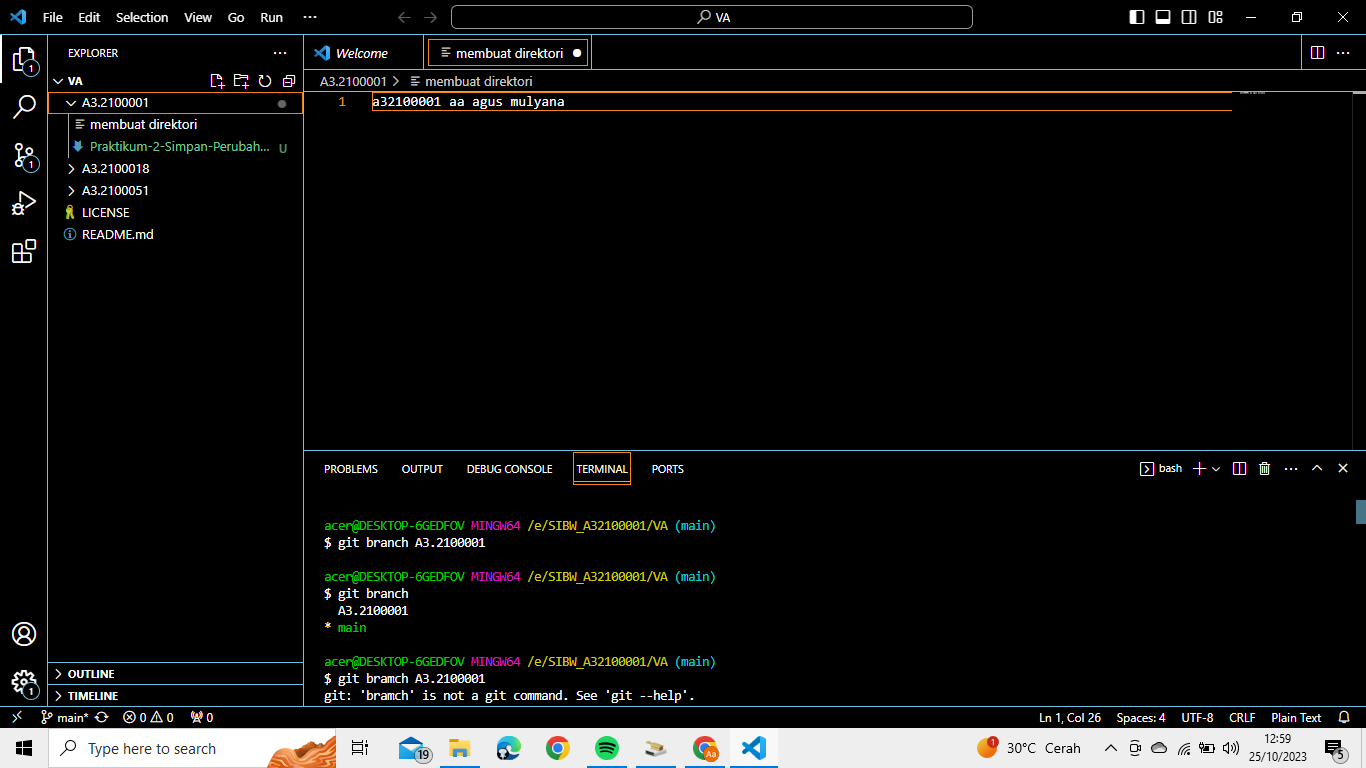 File Edit Selection View Go Run ···
VA
EXPLORER
VA
A3.2100001
membuat direktori
Praktikum-2-Simpan-Perubah... U
A3.2100018
A3.2100051
LICENSE
README.md
OUTLINE
TIMELINE
Welcome
membuat direktori
A3.2100001 > membuat direktori
1 a32100001 aa agus mulyana
PROBLEMS OUTPUT DEBUG CONSOLE TERMINAL PORTS
bash
acer@DESKTOP-6GEDFOV MINGW64 /e/SIBW_A32100001/VA (main)
$ git branch A3.2100001
acer@DESKTOP-6GEDFOV MINGW64 /e/SIBW_A32100001/VA (main)
$ git branch
A3.2100001
* main
acer@DESKTOP-6GEDFOV MINGW64 /e/SIBW_A32100001/VA (main)
$ git bramch A3.2100001
git: 'bramch' is not a git command. See 'git --help'.
1
1
1
main* 0 0 0
Ln 1, Col 26 Spaces: 4 UTF-8 CRLF Plain Text
Type here to search
19
Aa
1
30°C Cerah
12:59
25/10/2023
5